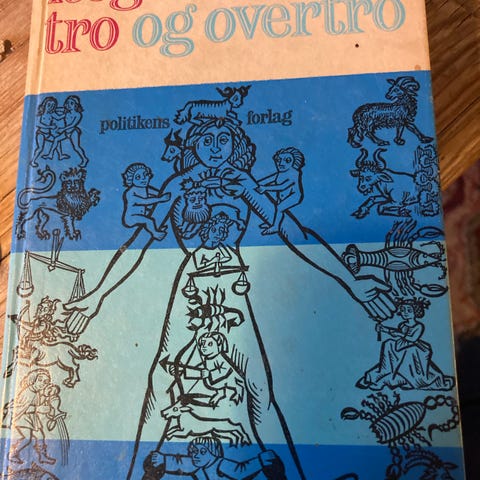 tro og overtro
politikens forlag